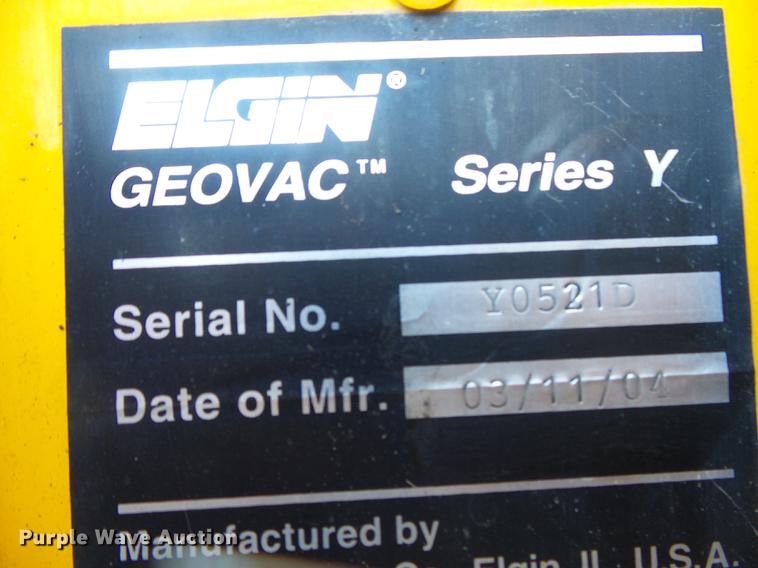 ELGIN®
GEOVAC™ Series Y
Serial No. Y0521D
Date of Mfr. 03/11/04
Manufactured by
Co., Elgin, IL, U.S.A.
Purple Wave Auction